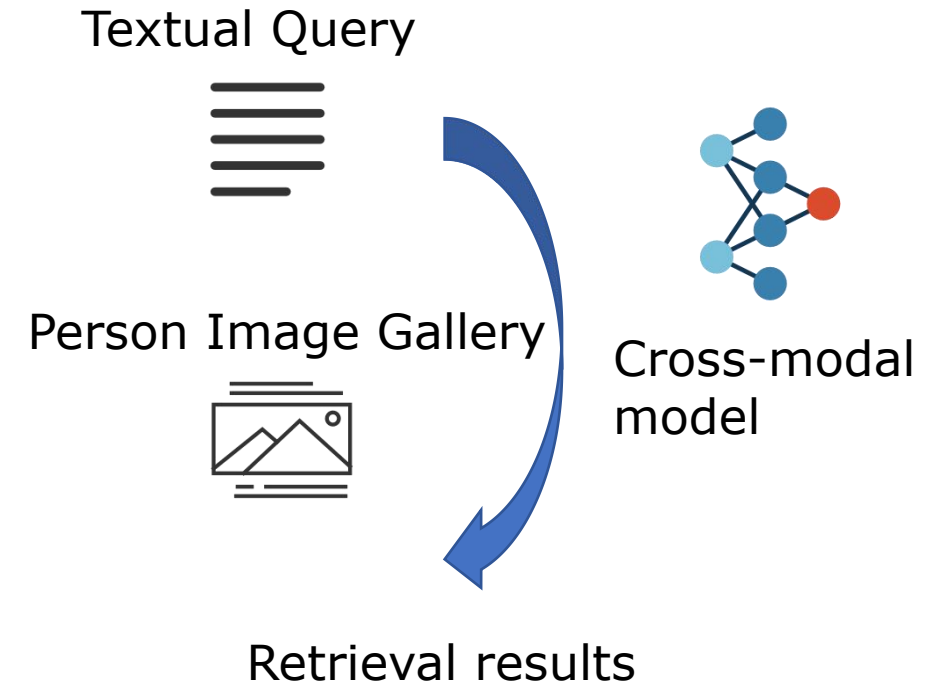 Textual Query
Person Image Gallery
Cross-modal
model
Retrieval results